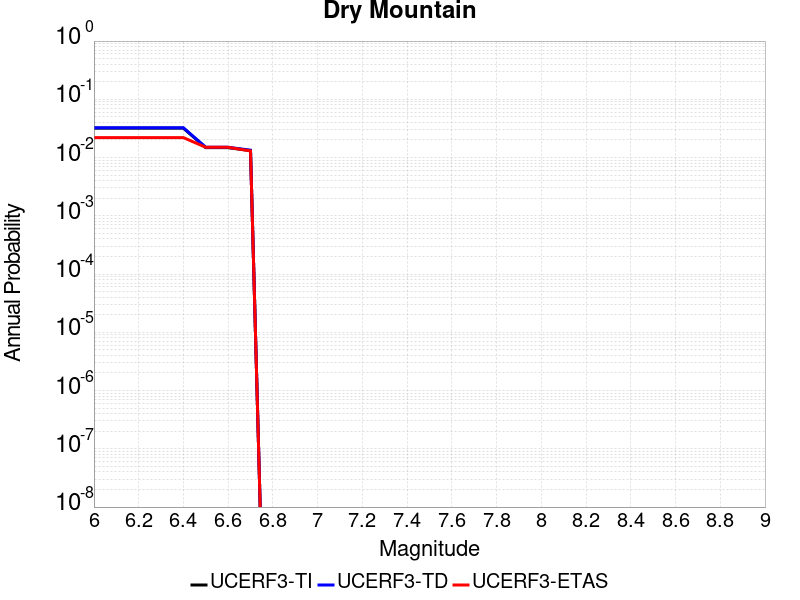 Dry Mountain
10^0
10^-1
10^-2
10^-3
10^-4
10^-5
10^-6
10^-7
10^-8
Annual Probability
6 6.2 6.4 6.6 6.8 7 7.2 7.4 7.6 7.8 8 8.2 8.4 8.6 8.8 9
Magnitude
UCERF3-TI UCERF3-TD UCERF3-ETAS